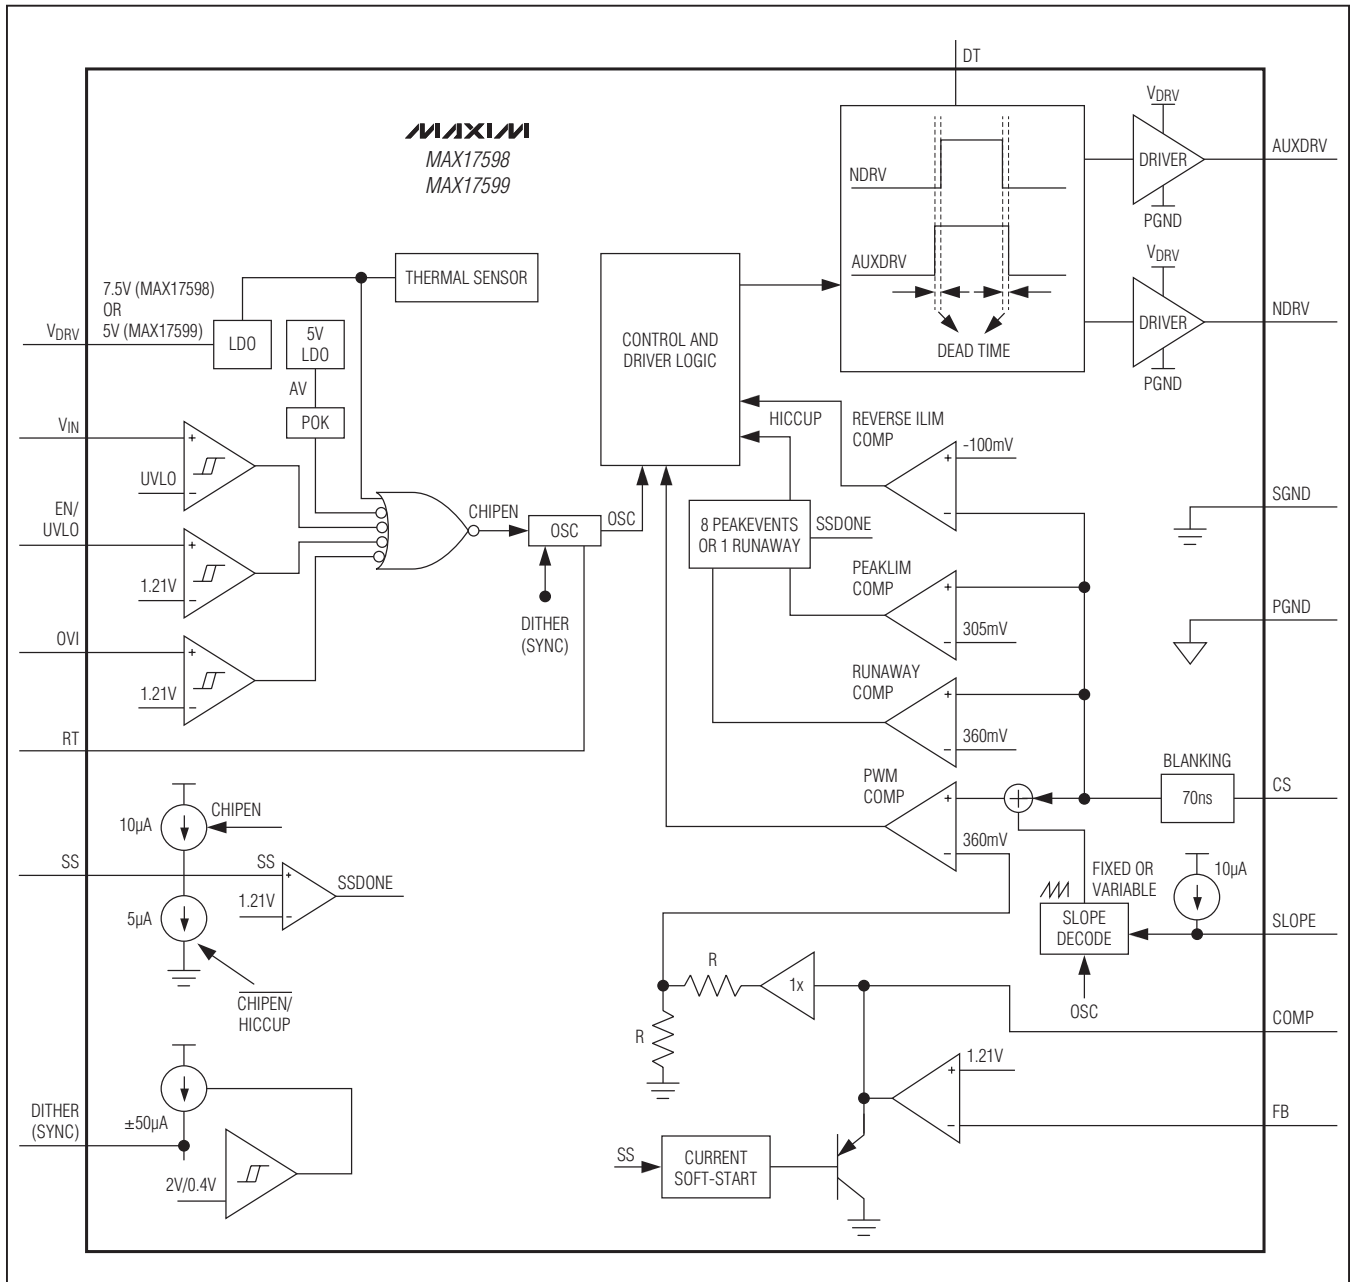 DT
MAXIM
MAX17598
MAX17599
VDRV
DRIVER
AUXDRV
PGND
NDRV
AUXDRV
DEAD TIME
VDRV
DRIVER
NDRV
PGND
THERMAL SENSOR
7.5V (MAX17598)
OR
5V (MAX17599)
VDRV
LDO
5V
LDO
AV
POK
CONTROL AND
DRIVER LOGIC
VIN
UVLO
EN/
UVLO
1.21V
OVI
1.21V
RT
CHIPEN
OSC
OSC
DITHER
(SYNC)
HICCUP
REVERSE ILIM
COMP
-100mV
8 PEAKEVENTS
OR 1 RUNAWAY
SSDONE
PEAKLIM
COMP
305mV
RUNAWAY
COMP
360mV
PWM
COMP
360mV
SGND
PGND
BLANKING
70ns
CS
FIXED OR
VARIABLE
10µA
SLOPE
DECODE
SLOPE
OSC
10µA
CHIPEN
SS
SS
1.21V
SSDONE
5µA
CHIPEN/
HICCUP
R
1x
R
COMP
1.21V
FB
DITHER
(SYNC)
±50µA
2V/0.4V
SS
CURRENT
SOFT-START